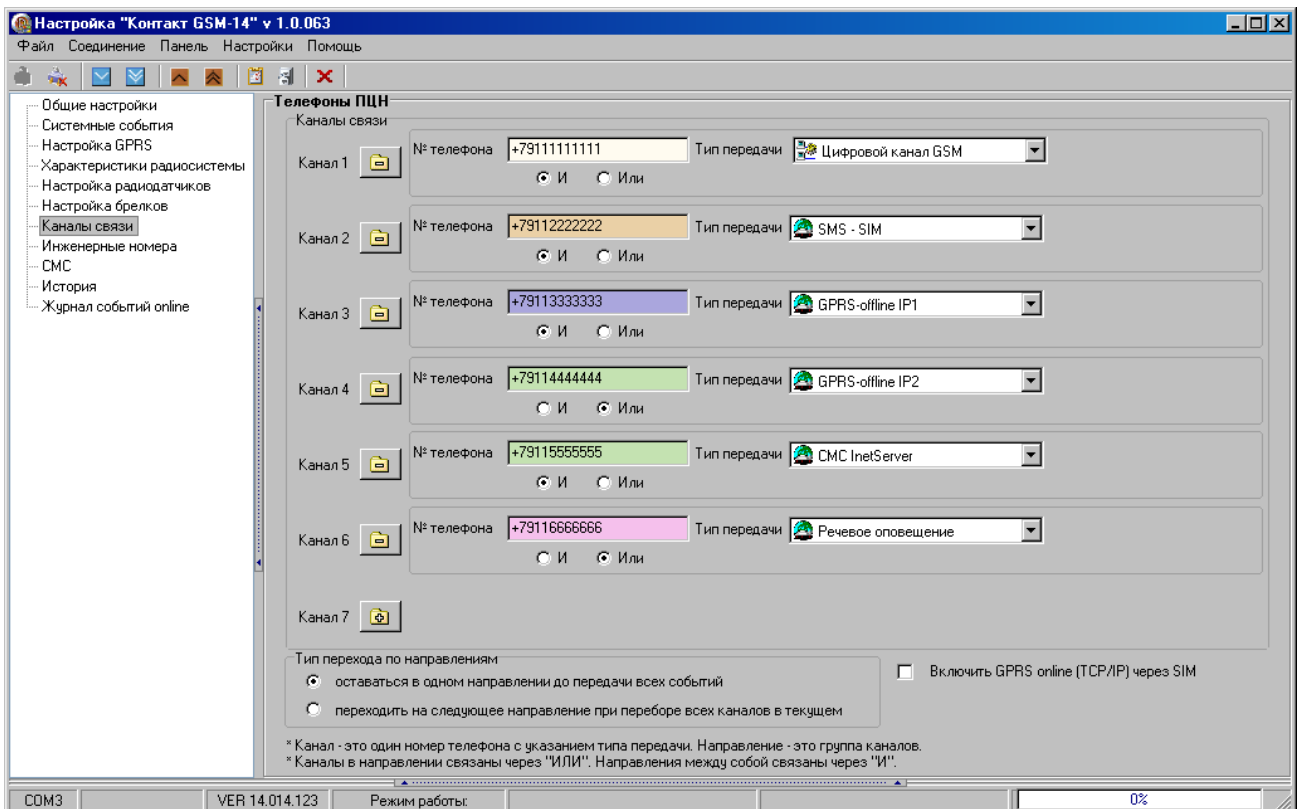 Настройка "Контакт GSM-14" v 1.0.063
Файл Соединение Панель Настройки Помощь
Общие настройки
Системные события
Настройка GPRS
Характеристики радиосистемы
Настройка радиодатчиков
Настройка брелков
Каналы связи
Инженерные номера
СМС
История
Журнал событий online
Телефоны ПЦН
Каналы связи
Канал 1 № телефона +79111111111 Тип передачи Цифровой канал GSM
И Или
Канал 2 № телефона +79112222222 Тип передачи SMS - SIM
И Или
Канал 3 № телефона +79113333333 Тип передачи GPRS-offline IP1
И Или
Канал 4 № телефона +79114444444 Тип передачи GPRS-offline IP2
И Или
Канал 5 № телефона +79115555555 Тип передачи СМС InetServer
И Или
Канал 6 № телефона +79116666666 Тип передачи Речевое оповещение
И Или
Канал 7
Тип перехода по направлениям
оставаться в одном направлении до передачи всех событий
переходить на следующее направление при переборе всех каналов в текущем
Включить GPRS online (TCP/IP) через SIM
* Канал - это один номер телефона с указанием типа передачи. Направление - это группа каналов.
* Каналы в направлении связаны через "ИЛИ". Направления между собой связаны через "И".
COM3 VER 14.014.123 Режим работы: 0%